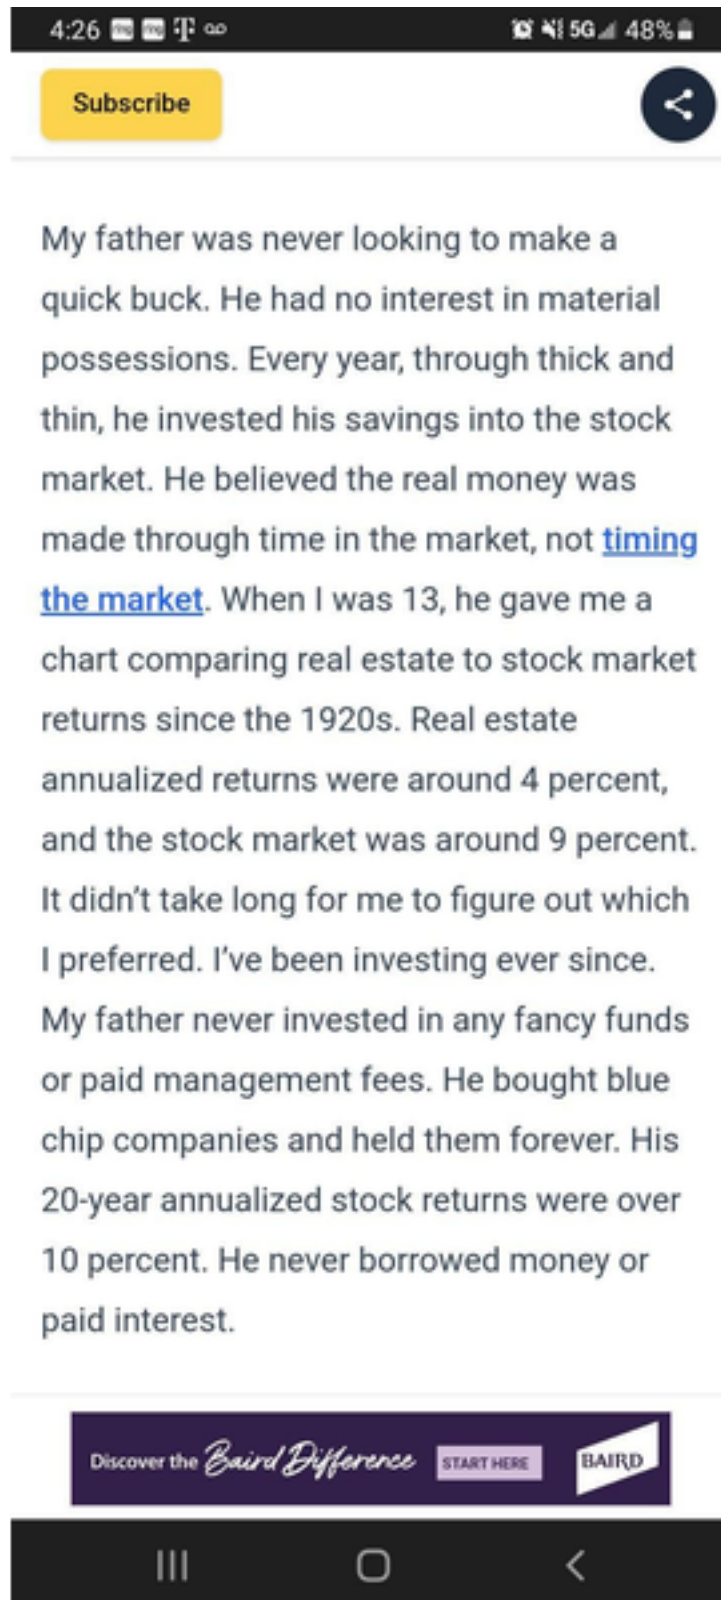 4:26 5G 48%
Subscribe
My father was never looking to make a
quick buck. He had no interest in material
possessions. Every year, through thick and
thin, he invested his savings into the stock
market. He believed the real money was
made through time in the market, not timing
the market. When I was 13, he gave me a
chart comparing real estate to stock market
returns since the 1920s. Real estate
annualized returns were around 4 percent,
and the stock market was around 9 percent.
It didn’t take long for me to figure out which
I preferred. I’ve been investing ever since.
My father never invested in any fancy funds
or paid management fees. He bought blue
chip companies and held them forever. His
20-year annualized stock returns were over
10 percent. He never borrowed money or
paid interest.
Discover the Baird Difference START HERE BAIRD